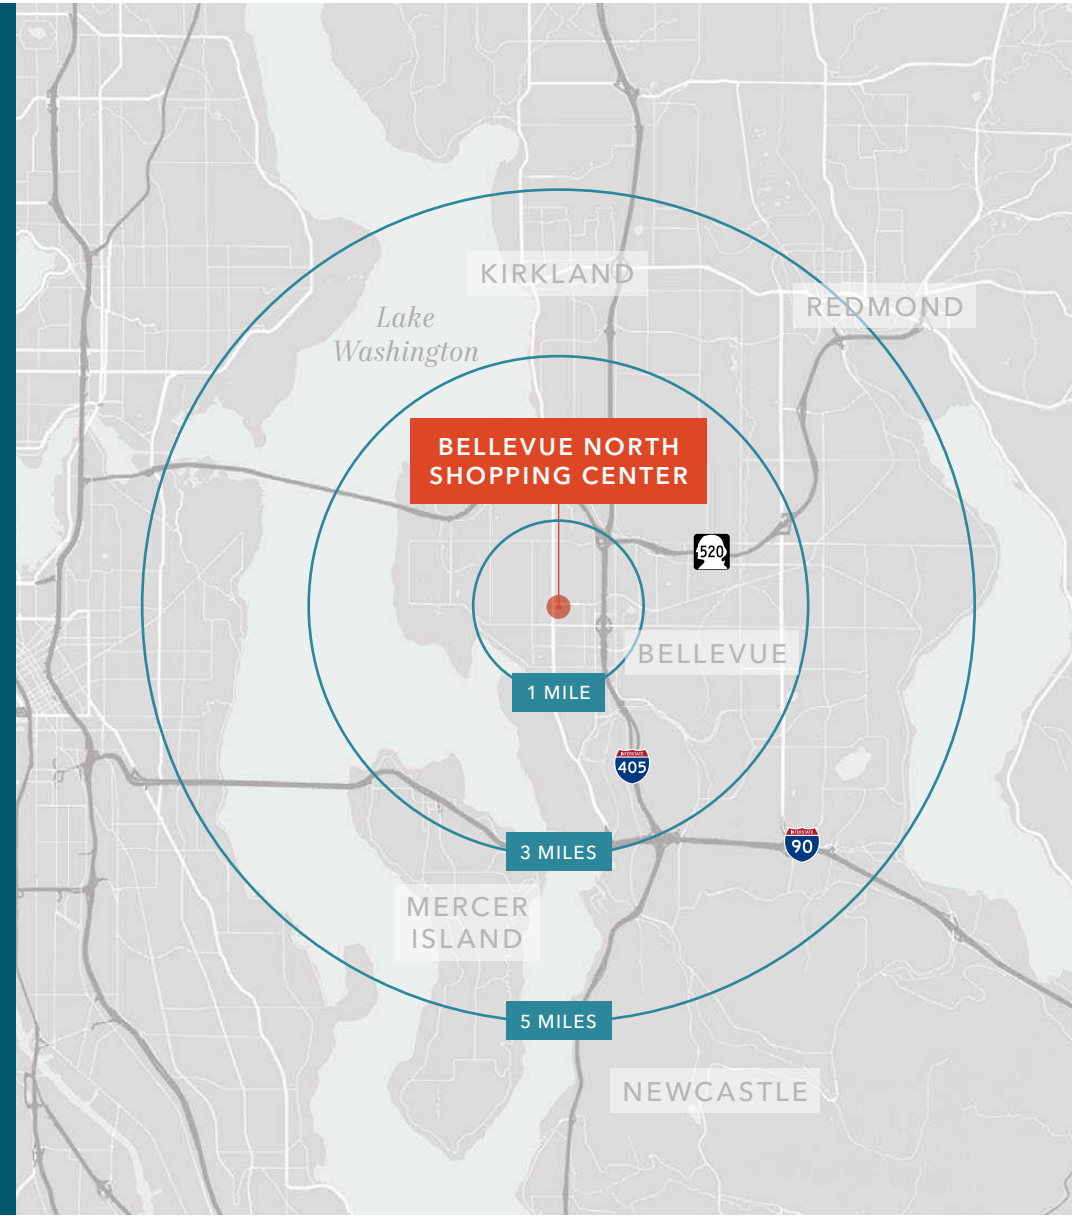 KIRKLAND
REDMOND
Lake
Washington
BELLEVUE NORTH
SHOPPING CENTER
520
BELLEVUE
1 MILE
INTERSTATE
405
INTERSTATE
90
3 MILES
MERCER
ISLAND
5 MILES
NEWCASTLE